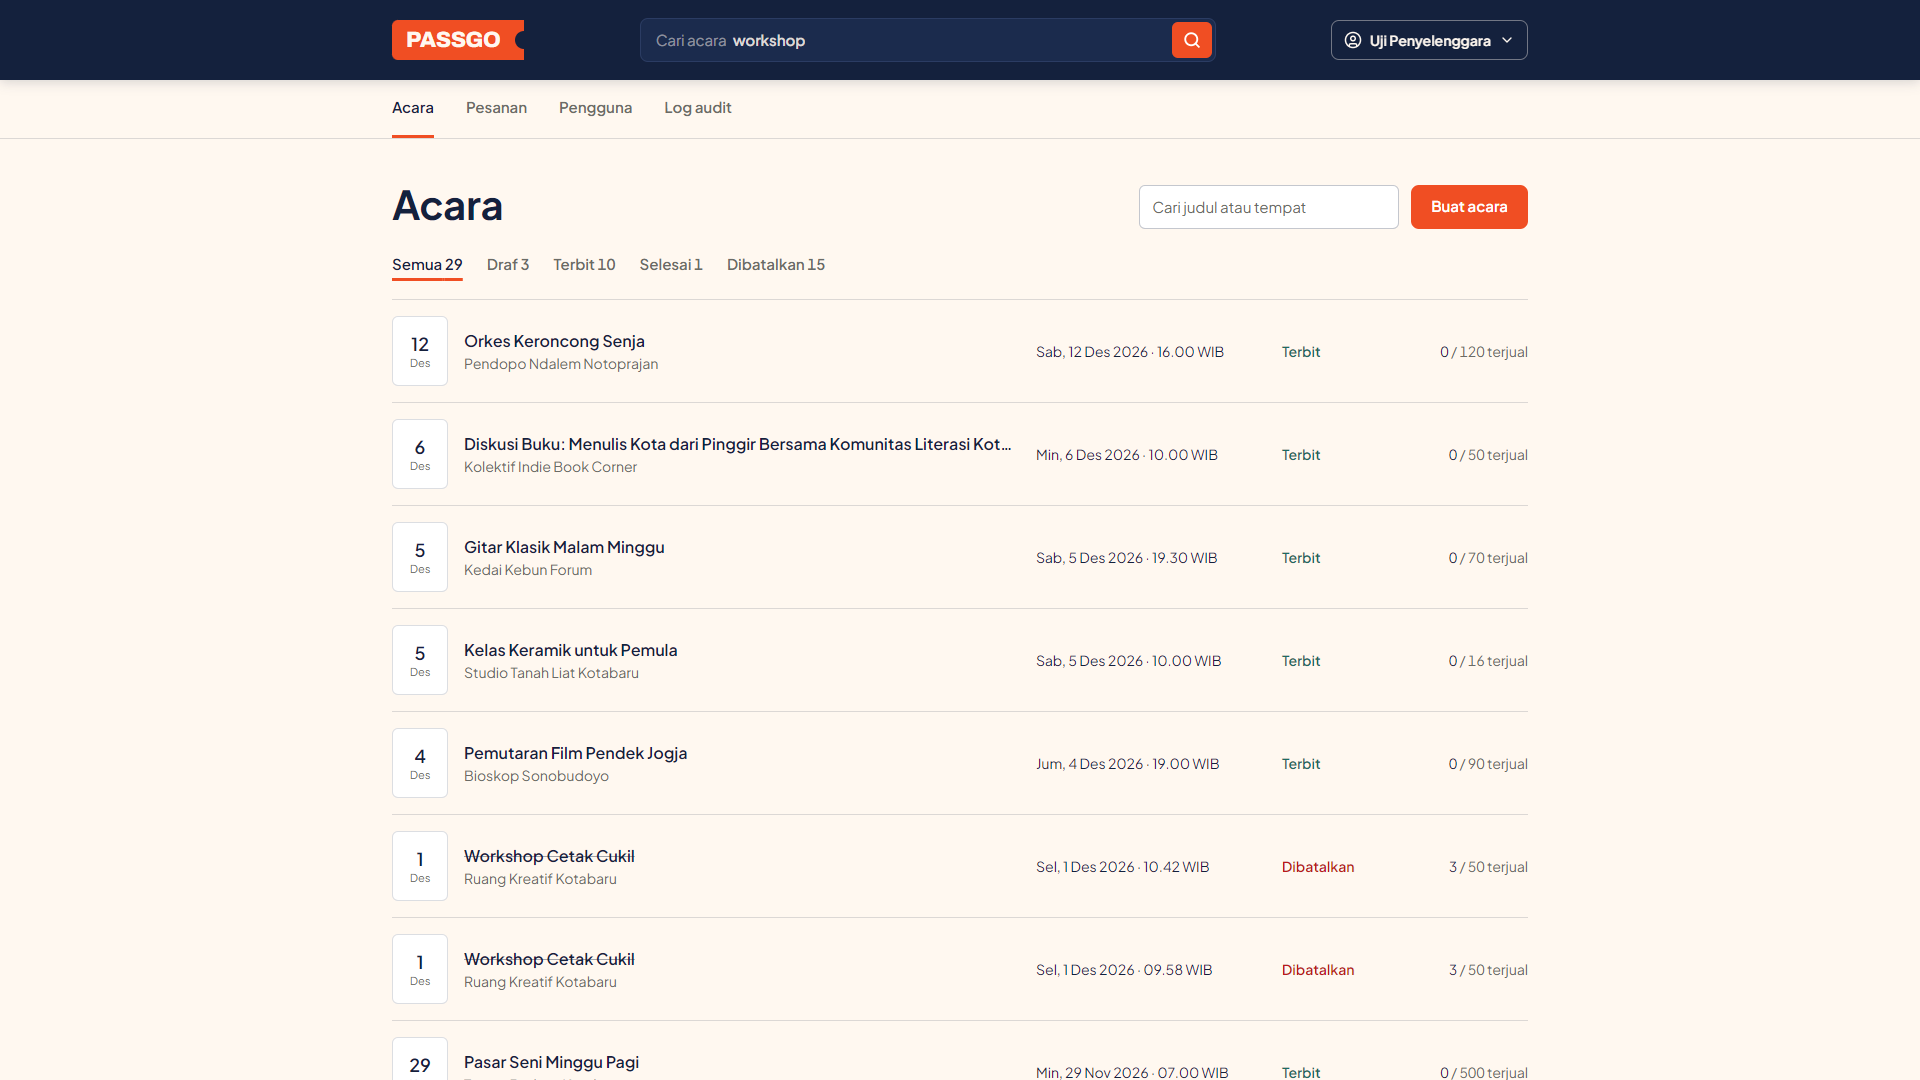 PASSGO
Cari acara workshop
Uji Penyelenggara
Acara
Pesanan
Pengguna
Log audit
Acara
Cari judul atau tempat
Buat acara
Semua 29
Draf 3
Terbit 10
Selesai 1
Dibatalkan 15
12
Des
Orkes Keroncong Senja
Pendopo Ndalem Notoprajan
Sab, 12 Des 2026 · 16.00 WIB
Terbit
0 / 120 terjual
6
Des
Diskusi Buku: Menulis Kota dari Pinggir Bersama Komunitas Literasi Kot...
Kolektif Indie Book Corner
Min, 6 Des 2026 · 10.00 WIB
Terbit
0 / 50 terjual
5
Des
Gitar Klasik Malam Minggu
Kedai Kebun Forum
Sab, 5 Des 2026 · 19.30 WIB
Terbit
0 / 70 terjual
5
Des
Kelas Keramik untuk Pemula
Studio Tanah Liat Kotabaru
Sab, 5 Des 2026 · 10.00 WIB
Terbit
0 / 16 terjual
4
Des
Pemutaran Film Pendek Jogja
Bioskop Sonobudoyo
Jum, 4 Des 2026 · 19.00 WIB
Terbit
0 / 90 terjual
1
Des
Workshop Cetak Cukil
Ruang Kreatif Kotabaru
Sel, 1 Des 2026 · 10.42 WIB
Dibatalkan
3 / 50 terjual
1
Des
Workshop Cetak Cukil
Ruang Kreatif Kotabaru
Sel, 1 Des 2026 · 09.58 WIB
Dibatalkan
3 / 50 terjual
29
Pasar Seni Minggu Pagi
Min, 29 Nov 2026 · 07.00 WIB
Terbit
0 / 500 terjual